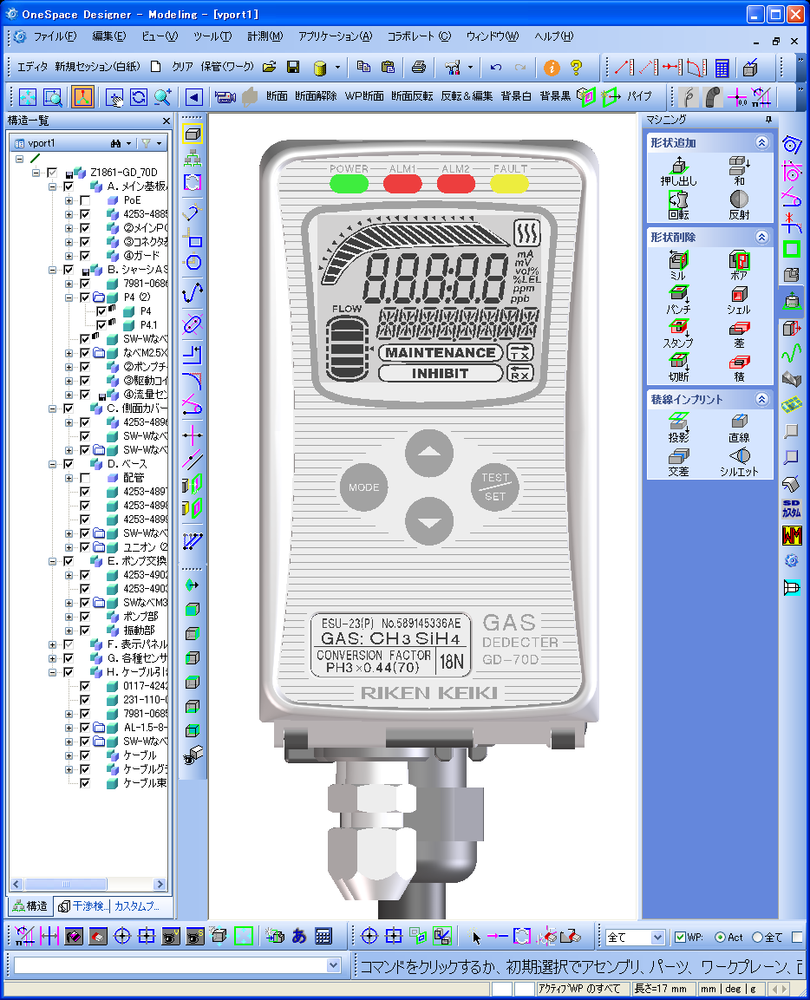 OneSpace Designer - Modeling - [vport1]
ファイル(F) 編集(E) ビュー(V) ツール(T) 計測(M) アプリケーション(A) コラボレート (C) ウィンドウ(W) ヘルプ(H)
エディタ 新規セッション(白紙) クリア 保管(ワーク)
断面 断面解除 WP断面 断面反転 反転＆編集 背景白 背景黒 パイプ
構造一覧
vport1
Z1861-GD_70D
A. メイン基板
PoE
4253-4885
②メインPC
③コネクタ
④ガード
B. シャーシAS
7981-0686
P4 (2)
P4
P4.1
SW-Wなべ
なべM2.5X
②ポンプチ
③駆動コイ
④流量セン
C. 側面カバー
4253-4896
SW-Wなべ
SW-Wなべ
D. ベース
配管
4253-4897
4253-4898
4253-4899
SW-Wなべ
ユニオン (2
E. ポンプ交換
4253-4902
4253-4903
SWなべM3
ポンプ部
振動部
F. 表示パネル
G. 各種センサ
H. ケーブル引
0117-4242
231-110-0
7981-0685
AL-1.5-8-
SW-Wなべ
ケーブル
ケーブルグ
ケーブル束
構造 干渉検... カスタムプ...
POWER ALM1 ALM2 FAULT
88:88
mA
mV
vol%
%LEL
ppm
ppb
FLOW
MAINTENANCE TX
INHIBIT RX
MODE
TEST
SET
ESU-23(P) No.589145336AE
GAS: CH3SiH4
CONVERSION FACTOR
PH3×0.44(70)
18N
GAS
DEDECTER
GD-70D
RIKEN KEIKI
マシニング
形状追加
押し出し 和
回転 反射
形状削除
ミル ボア
パンチ シェル
スタンプ 差
切断 積
稜線インプリント
投影 直線
交差 シルエット
SD
カスタム
WM
あ
全て WP: Act 全て
コマンドをクリックするか、初期選択でアセンブリ、パーツ、ワークプレーン、
アクティブWP のすべて 長さ=17 mm mm | deg | g